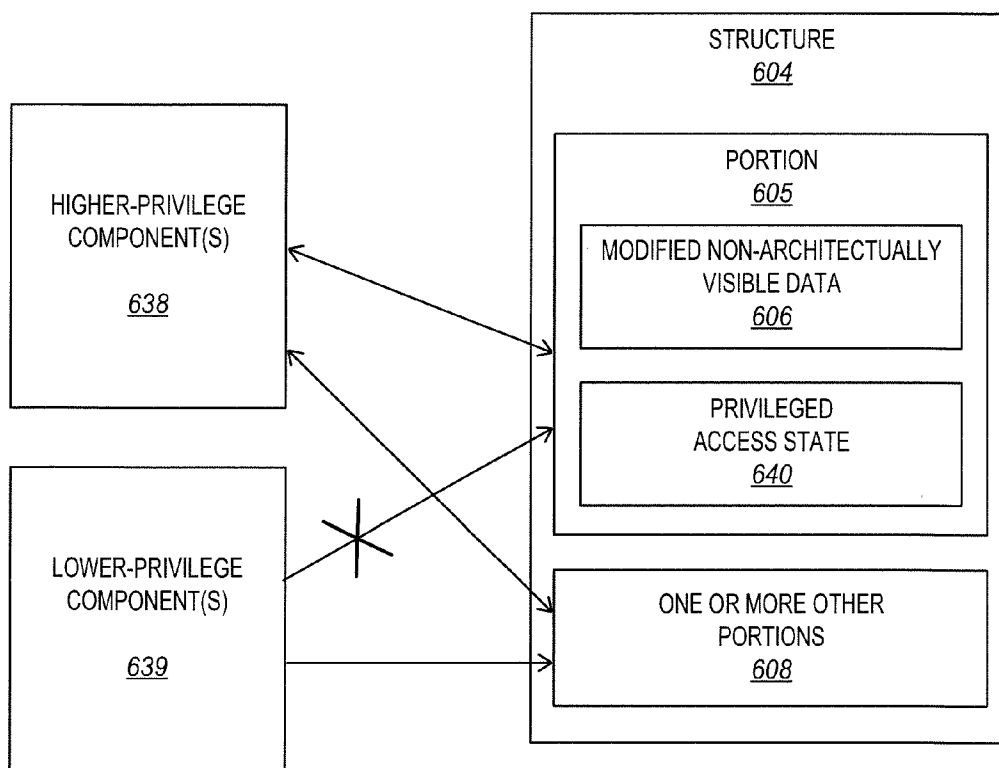 STRUCTURE
604
HIGHER-PRIVILEGE
COMPONENT(S)
638
PORTION
605
MODIFIED NON-ARCHITECTUALLY
VISIBLE DATA
606
PRIVILEGED
ACCESS STATE
640
LOWER-PRIVILEGE
COMPONENT(S)
639
ONE OR MORE OTHER
PORTIONS
608